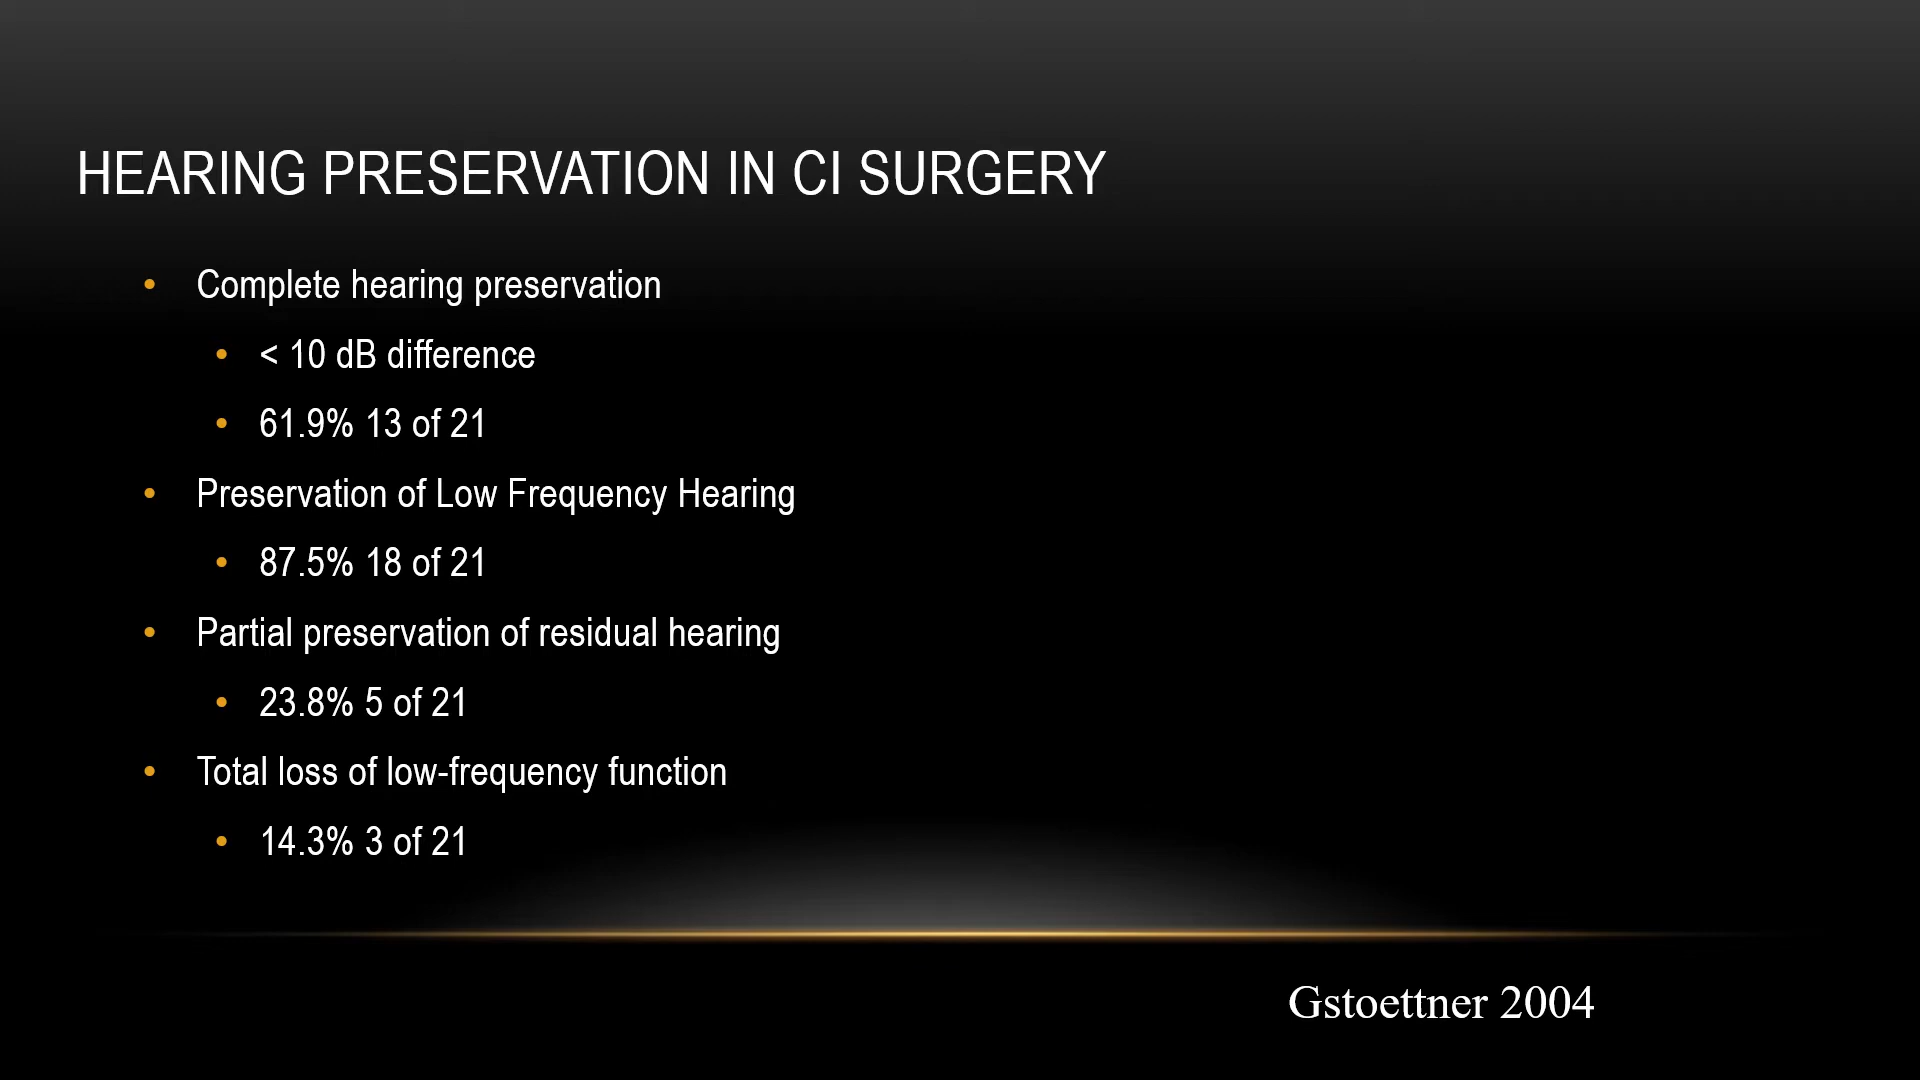 HEARING PRESERVATION IN CI SURGERY
• Complete hearing preservation
• < 10 dB difference
• 61.9% 13 of 21
• Preservation of Low Frequency Hearing
• 87.5% 18 of 21
• Partial preservation of residual hearing
• 23.8% 5 of 21
• Total loss of low-frequency function
• 14.3% 3 of 21
Gstoettner 2004